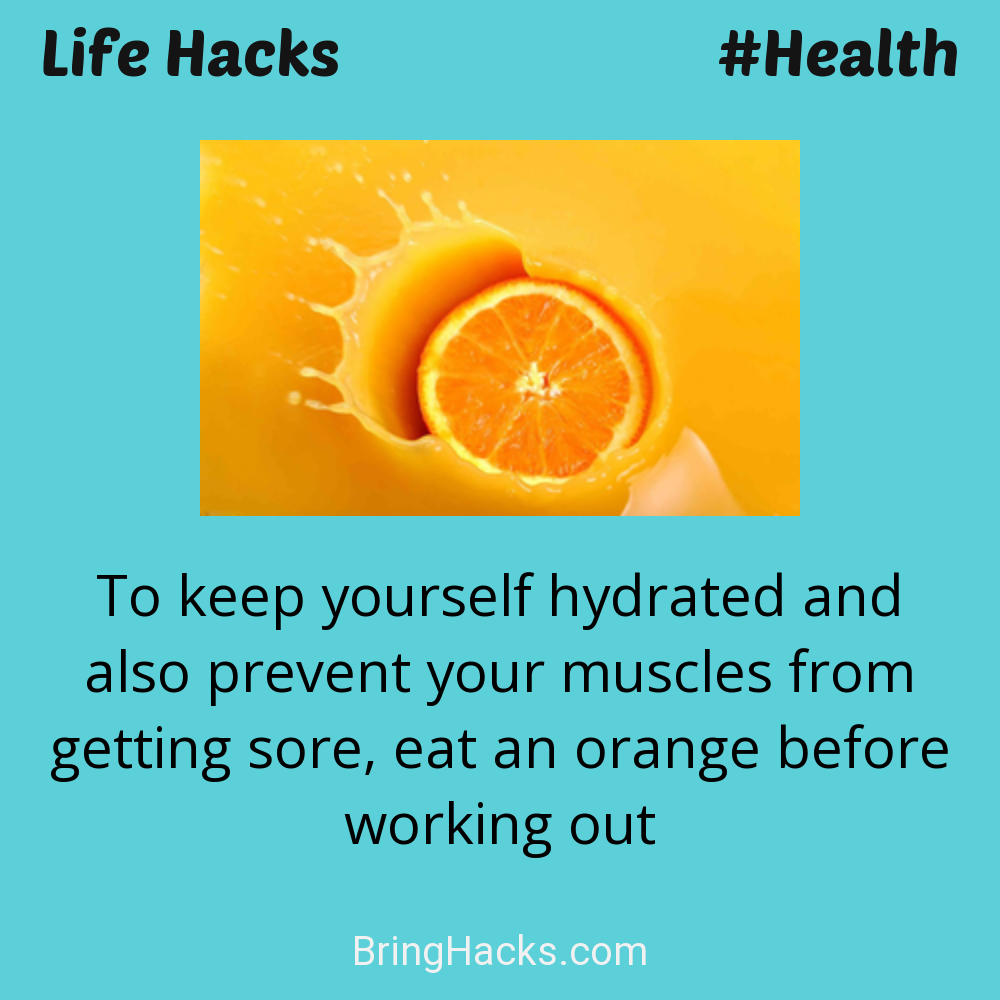 Life Hacks #Health
To keep yourself hydrated and
also prevent your muscles from
getting sore, eat an orange before
working out
BringHacks.com